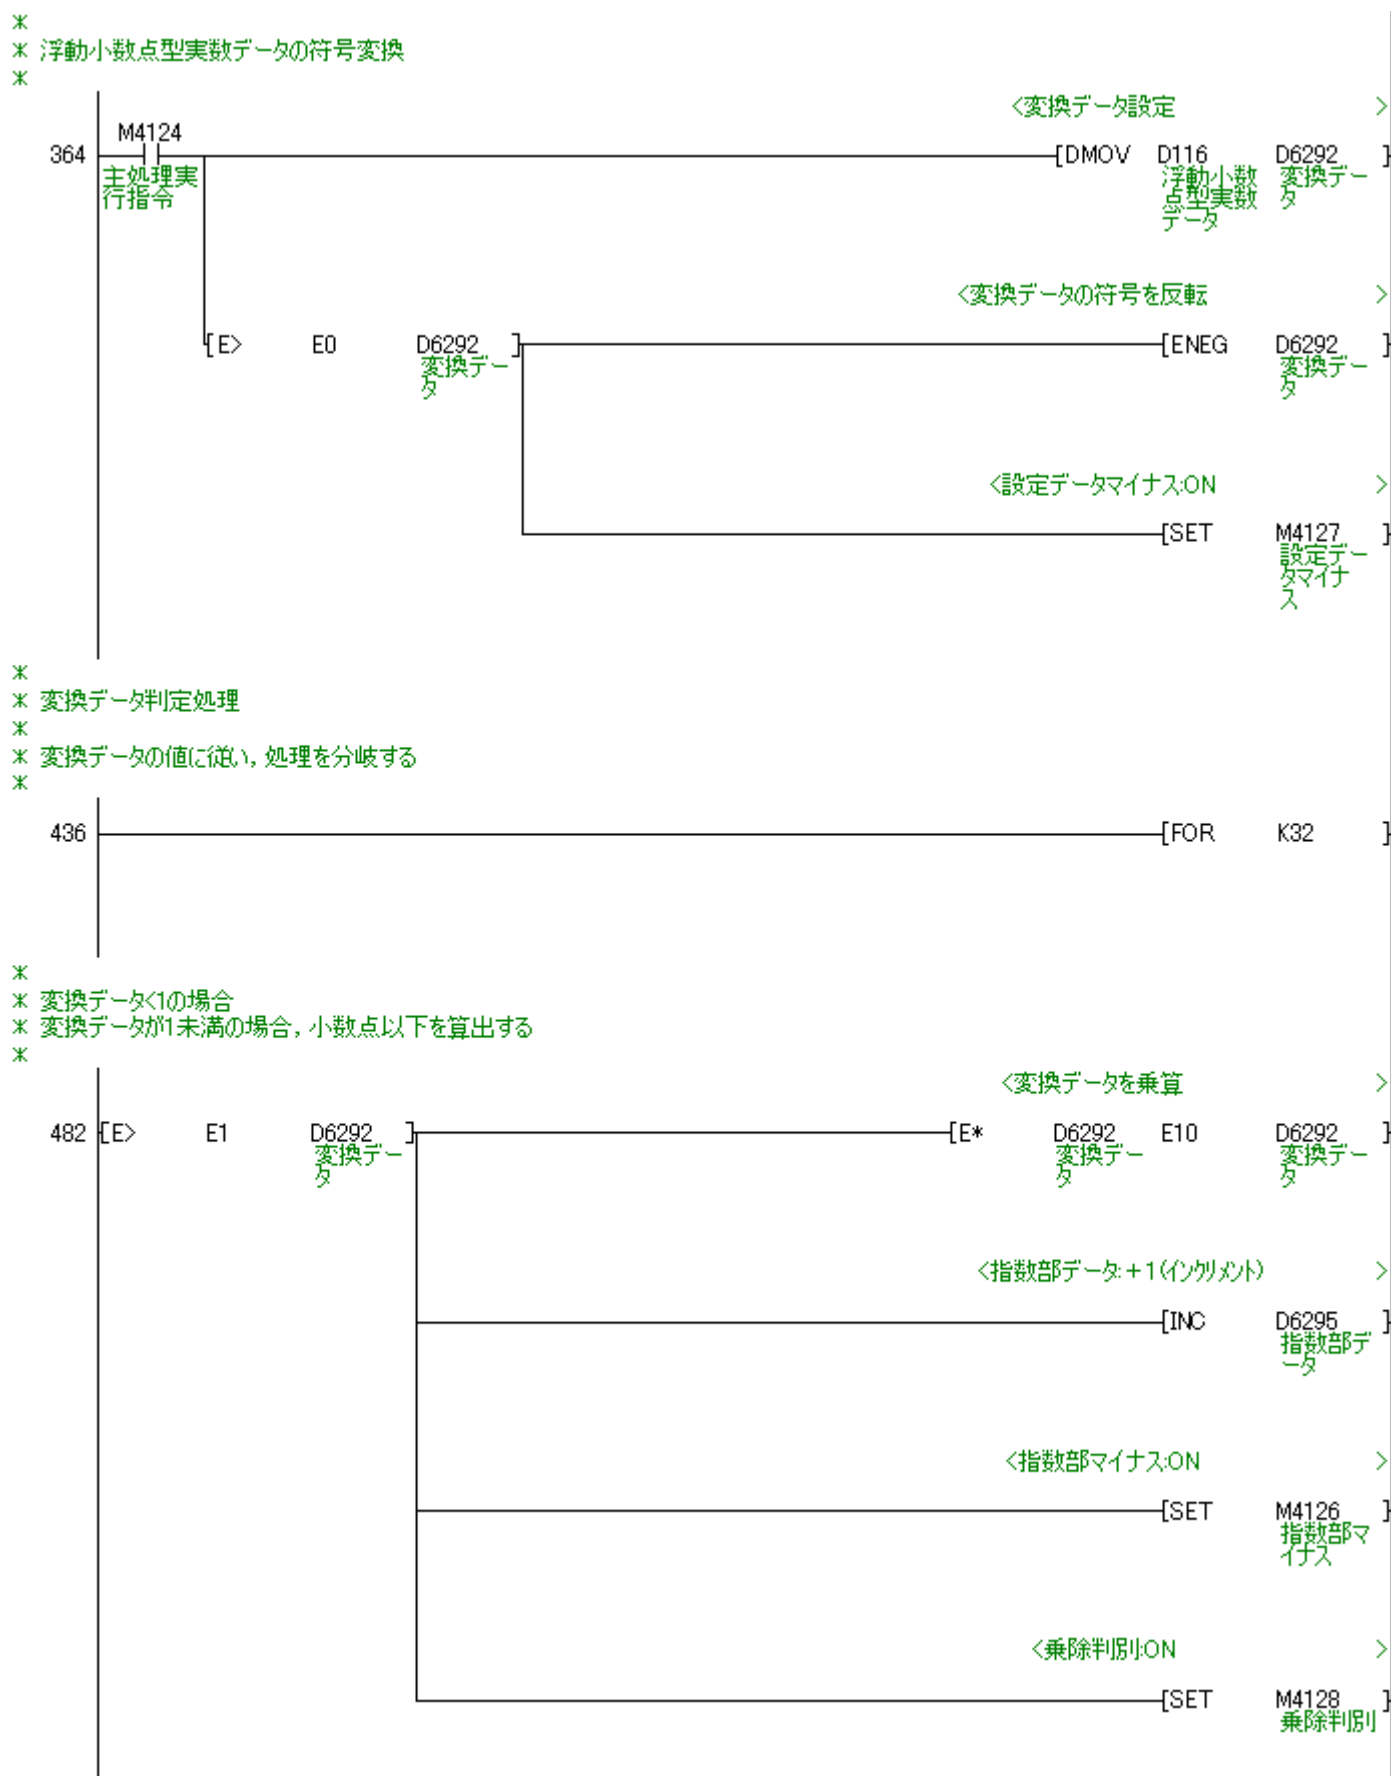 *
* 浮動小数点型実数データの符号変換
*
<変換データ設定 >
M4124
364 [DMOV D116 D6292 ]
主処理実 浮動小数 変換デー
行指令 点型実数 タ
データ
<変換データの符号を反転 >
[E> E0 D6292 ] [ENEG D6292 ]
変換デー 変換デー
タ タ
<設定データマイナス:ON >
[SET M4127 ]
設定デー
タマイナ
ス
*
* 変換データ判定処理
*
* 変換データの値に従い, 処理を分岐する
*
436 [FOR K32 ]
*
* 変換データ<1の場合
* 変換データが1未満の場合, 小数点以下を算出する
*
<変換データを乗算 >
482 [E> E1 D6292 ] [E* D6292 E10 D6292 ]
変換デー 変換デー 変換デー
タ タ タ
<指数部データ:+1(インクリメント) >
[INC D6295 ]
指数部デ
ータ
<指数部マイナス:ON >
[SET M4126 ]
指数部マ
イナス
<乗除判別:ON >
[SET M4128 ]
乗除判別